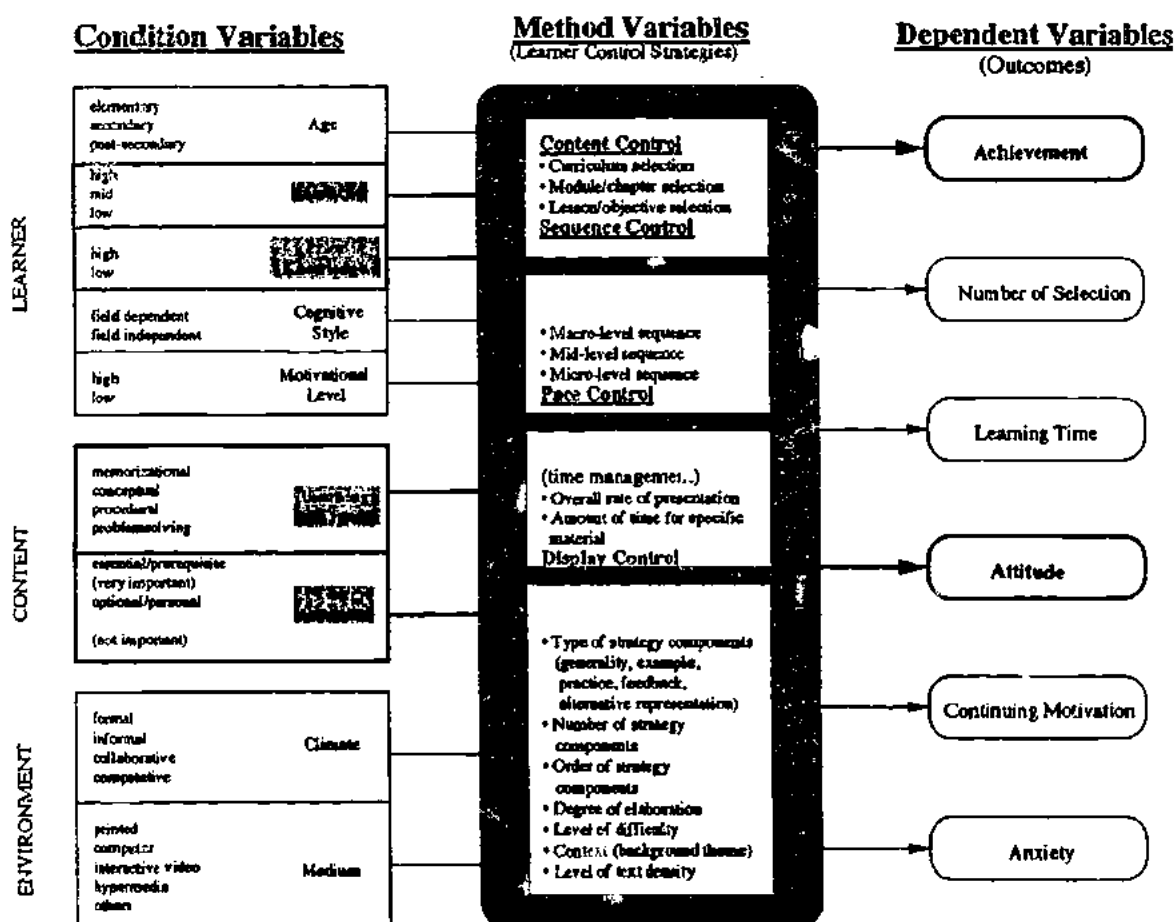 Condition Variables
Method Variables
(Learner Control Strategies)
Dependent Variables
(Outcomes)
LEARNER
elementary
secondary
post-secondary
Age
high
mid
low
high
low
field dependent
field independent
Cognitive
Style
high
low
Motivational
Level
CONTENT
memorizational
conceptual
procedural
problemsolving
essential/prerequisite
(very important)
optional/personal
(not important)
ENVIRONMENT
formal
informal
collaborative
Climate
printed
computer
interactive video
hypermedia
others
Medium
Content Control
• Curriculum selection
• Module/chapter selection
• Lesson/objective selection
Sequence Control
• Macro-level sequence
• Mid-level sequence
• Micro-level sequence
Pace Control
(time
• Overall rate of presentation
• Amount of time for specific
material
Display Control
• Type of strategy components
(generality, example,
practice, feedback,
alternative representation)
• Number of strategy
components
• Order of strategy
components
• Degree of elaboration
• Level of difficulty
• Context (background theme)
• Level of text density
Achievement
Number of Selection
Learning Time
Attitude
Continuing Motivation
Anxiety